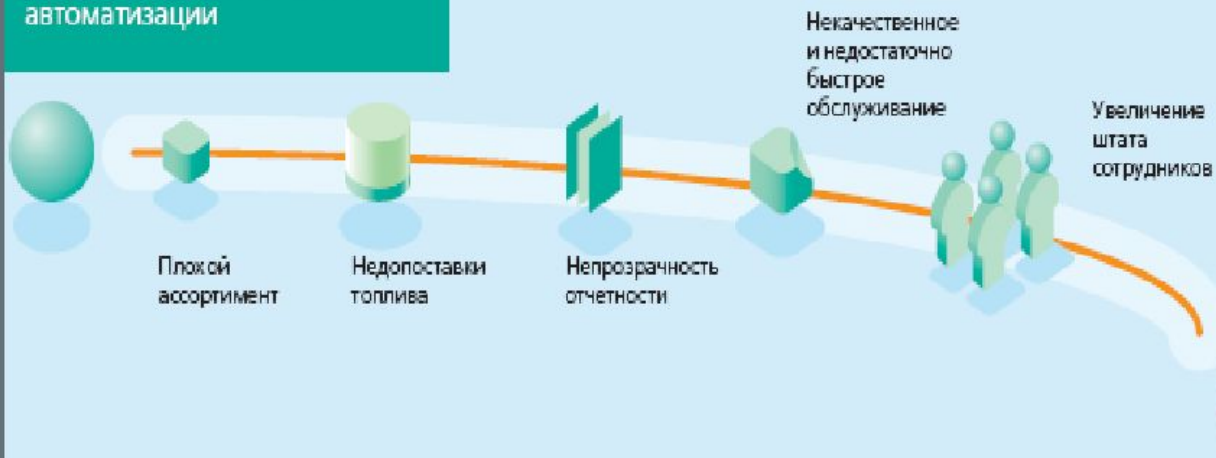 автоматизации
Некачественное
и недостаточно
быстрое
обслуживание
Увеличение
штата
сотрудников
Плохой
ассортимент
Недопоставки
топлива
Непрозрачность
отчетности